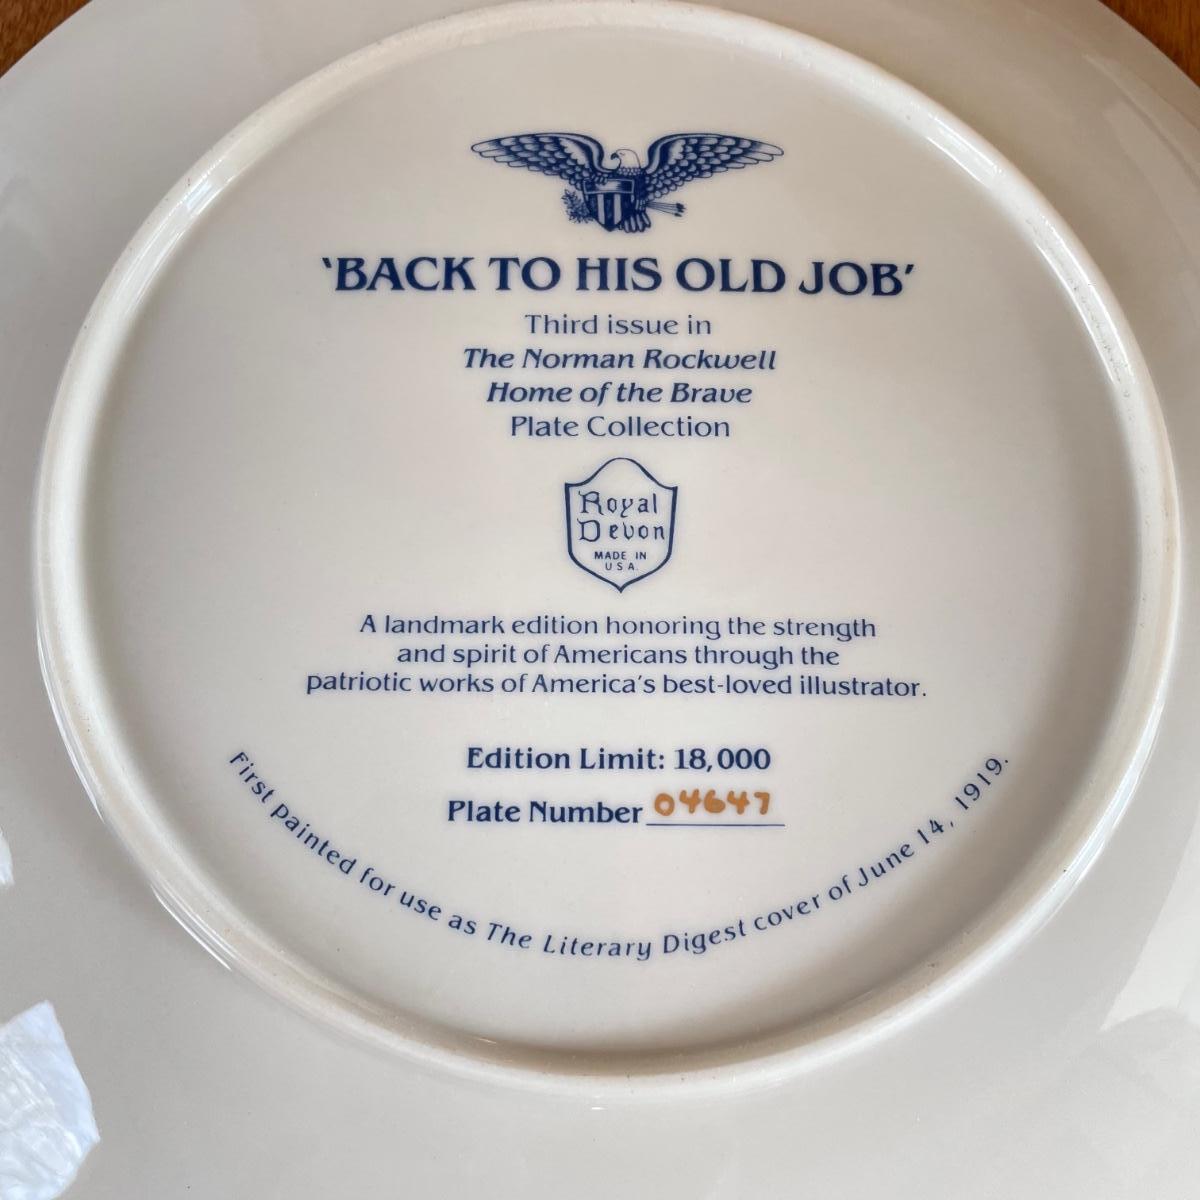 'BACK TO HIS OLD JOB'
Third issue in
The Norman Rockwell
Home of the Brave
Plate Collection
Royal
Devon
MADE IN
U S A.
A landmark edition honoring the strength
and spirit of Americans through the
patriotic works of America's best-loved illustrator.
Edition Limit: 18,000
Plate Number 04647
First painted for use as The Literary Digest cover of June 14, 1919.